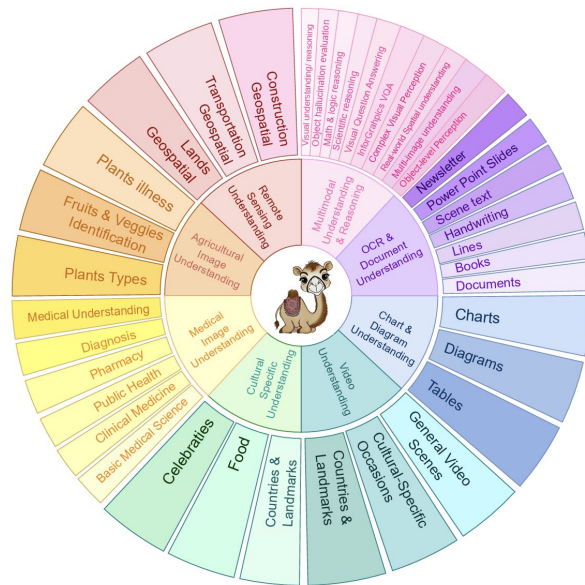 Multimodal
Understanding
& Reasoning
Visual understanding/ reasoning
Object hallucination evaluation
Math & logic reasoning
Scientific reasoning
Visual Question Answering
InforGrahpics VQA
Complex Visual Perception
Real-world Spatial understanding
Multi-image understanding
Object-level Perception
OCR &
Document
Understanding
Newsletter
Power Point Slides
Scene text
Handwriting
Lines
Books
Documents
Chart &
Diagram
Understanding
Charts
Diagrams
Tables
Video
Understanding
General Video
Scenes
Cultural-Specific
Occasions
Countries &
Landmarks
Cultural
Specific
Understanding
Countries &
Landmarks
Food
Celebraties
Medical
Image
Understanding
Basic Medical Science
Clinical Medicine
Public Health
Pharmacy
Diagnosis
Medical Understanding
Agricultural
Image
Understanding
Plants Types
Fruits & Veggies
Identification
Plants illness
Remote
Sensing
Understanding
Lands
Geospatial
Transportation
Geospatial
Construction
Geospatial